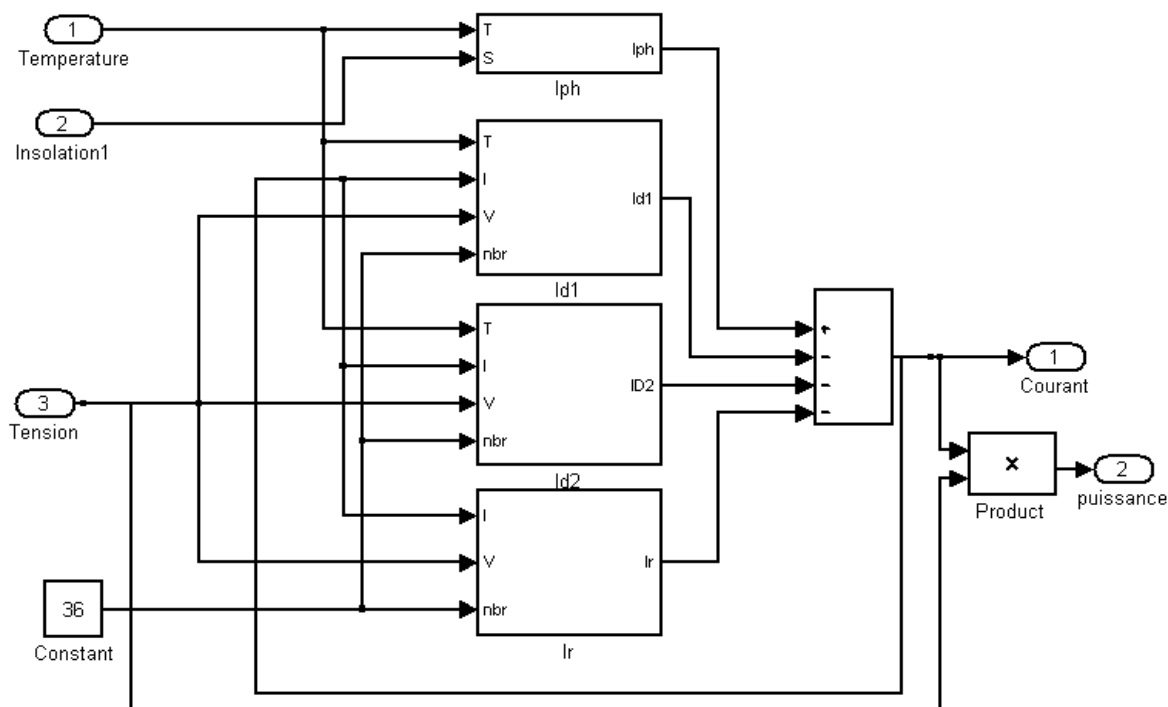 1
Temperature
2
Insolation1
T
S
Iph
Iph
T
I
V
nbr
Id1
Id1
T
I
V
nbr
ID2
Id2
I
V
nbr
Ir
Ir
3
Tension
36
Constant
+
−
−
−
1
Courant
×
Product
2
puissance